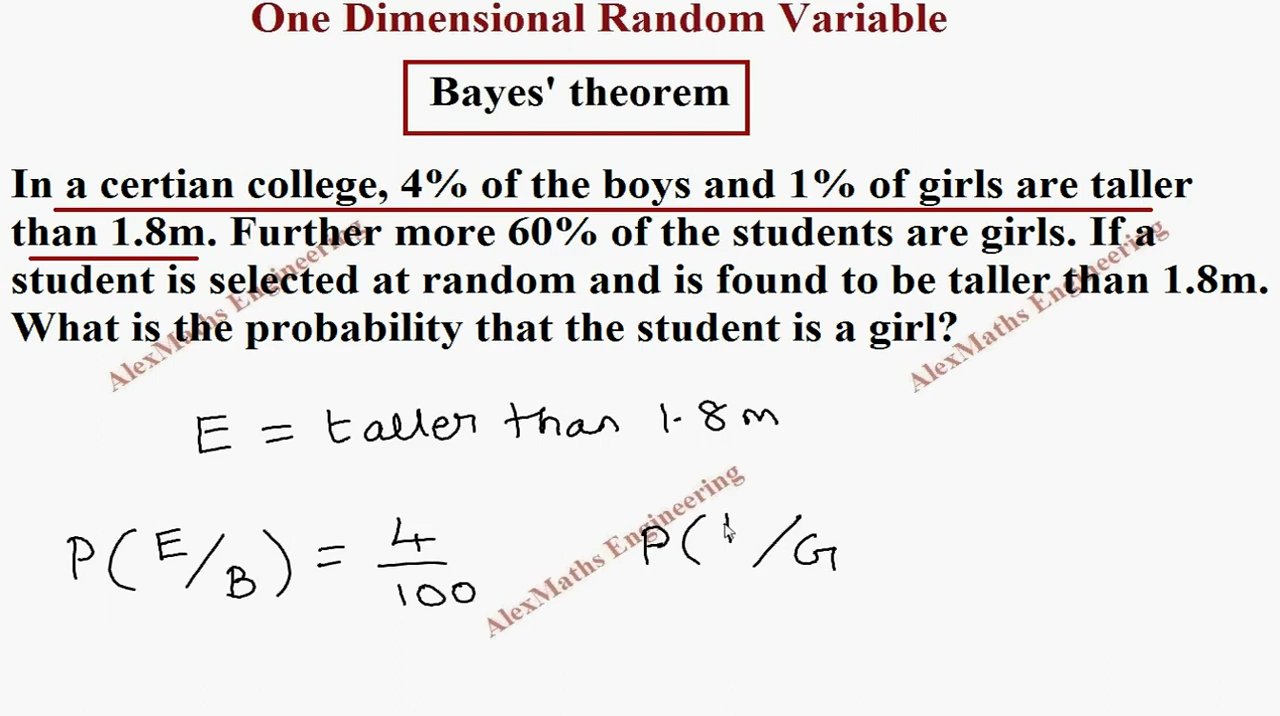 One Dimensional Random Variable
Bayes' theorem
In a certian college, 4% of the boys and 1% of girls are taller
than 1.8m. Further more 60% of the students are girls. If a
student is selected at random and is found to be taller than 1.8m.
What is the probability that the student is a girl?
AlexMaths Engineering
AlexMaths Engineering
E = taller than 1.8 m
AlexMaths Engineering
P(E/B) = 4/100
P( /G